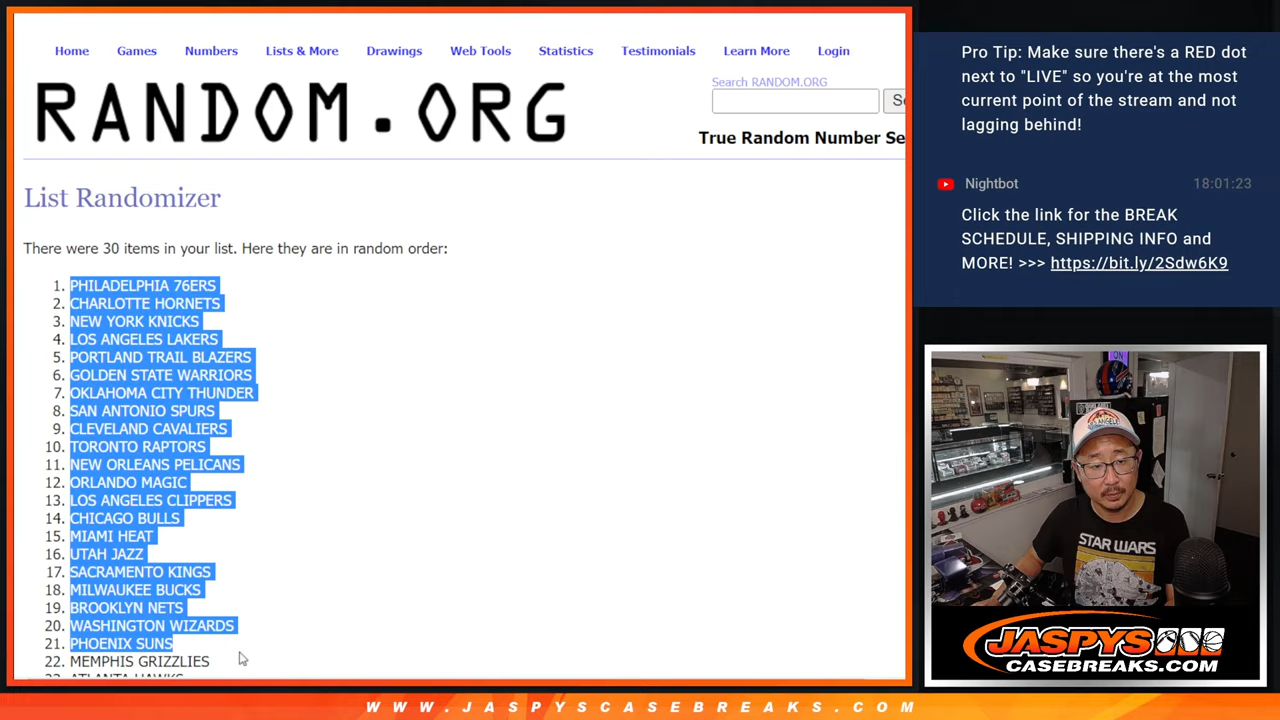 Home Games Numbers Lists & More Drawings Web Tools Statistics Testimonials Learn More Login
RANDOM.ORG
Search RANDOM.ORG
True Random Number Se
List Randomizer
There were 30 items in your list. Here they are in random order:
1. PHILADELPHIA 76ERS
2. CHARLOTTE HORNETS
3. NEW YORK KNICKS
4. LOS ANGELES LAKERS
5. PORTLAND TRAIL BLAZERS
6. GOLDEN STATE WARRIORS
7. OKLAHOMA CITY THUNDER
8. SAN ANTONIO SPURS
9. CLEVELAND CAVALIERS
10. TORONTO RAPTORS
11. NEW ORLEANS PELICANS
12. ORLANDO MAGIC
13. LOS ANGELES CLIPPERS
14. CHICAGO BULLS
15. MIAMI HEAT
16. UTAH JAZZ
17. SACRAMENTO KINGS
18. MILWAUKEE BUCKS
19. BROOKLYN NETS
20. WASHINGTON WIZARDS
21. PHOENIX SUNS
22. MEMPHIS GRIZZLIES
23. ATLANTA HAWKS
Pro Tip: Make sure there's a RED dot
next to "LIVE" so you're at the most
current point of the stream and not
lagging behind!
Nightbot 18:01:23
Click the link for the BREAK
SCHEDULE, SHIPPING INFO and
MORE! >>> https://bit.ly/2Sdw6K9
ON
STAR WARS
JASPYS
CASEBREAKS.COM
WWW.JASPYSCASEBREAKS.COM